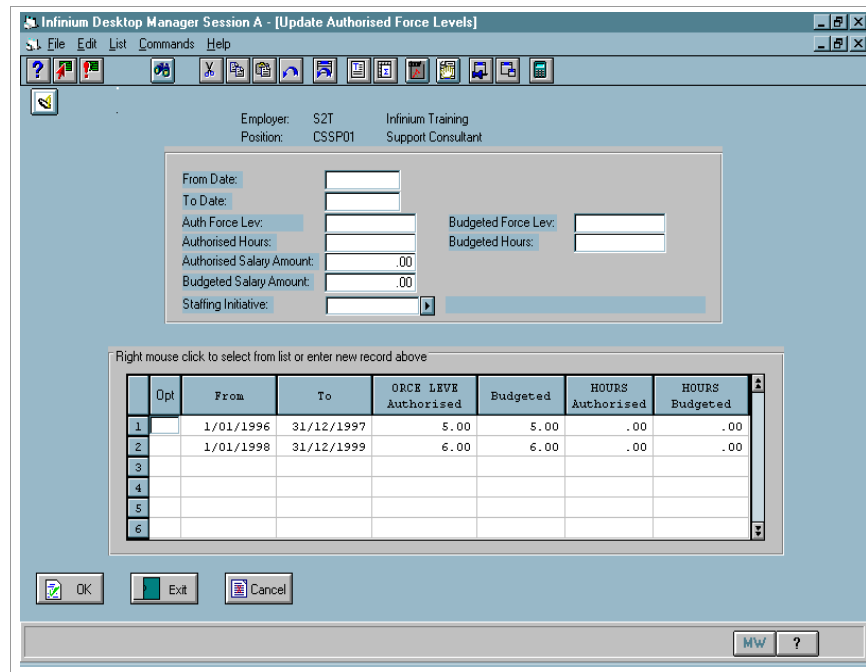 Infinium Desktop Manager Session A - [Update Authorised Force Levels]
File Edit List Commands Help
Employer: S2T Infinium Training
Position: CSSP01 Support Consultant
From Date:
To Date:
Auth Force Lev: Budgeted Force Lev:
Authorised Hours: Budgeted Hours:
Authorised Salary Amount: .00
Budgeted Salary Amount: .00
Staffing Initiative:
Right mouse click to select from list or enter new record above
Opt From To ORCE LEVE Authorised Budgeted HOURS Authorised HOURS Budgeted
1 1/01/1996 31/12/1997 5.00 5.00 .00 .00
2 1/01/1998 31/12/1999 6.00 6.00 .00 .00
3
4
5
6
OK Exit Cancel
MW ?